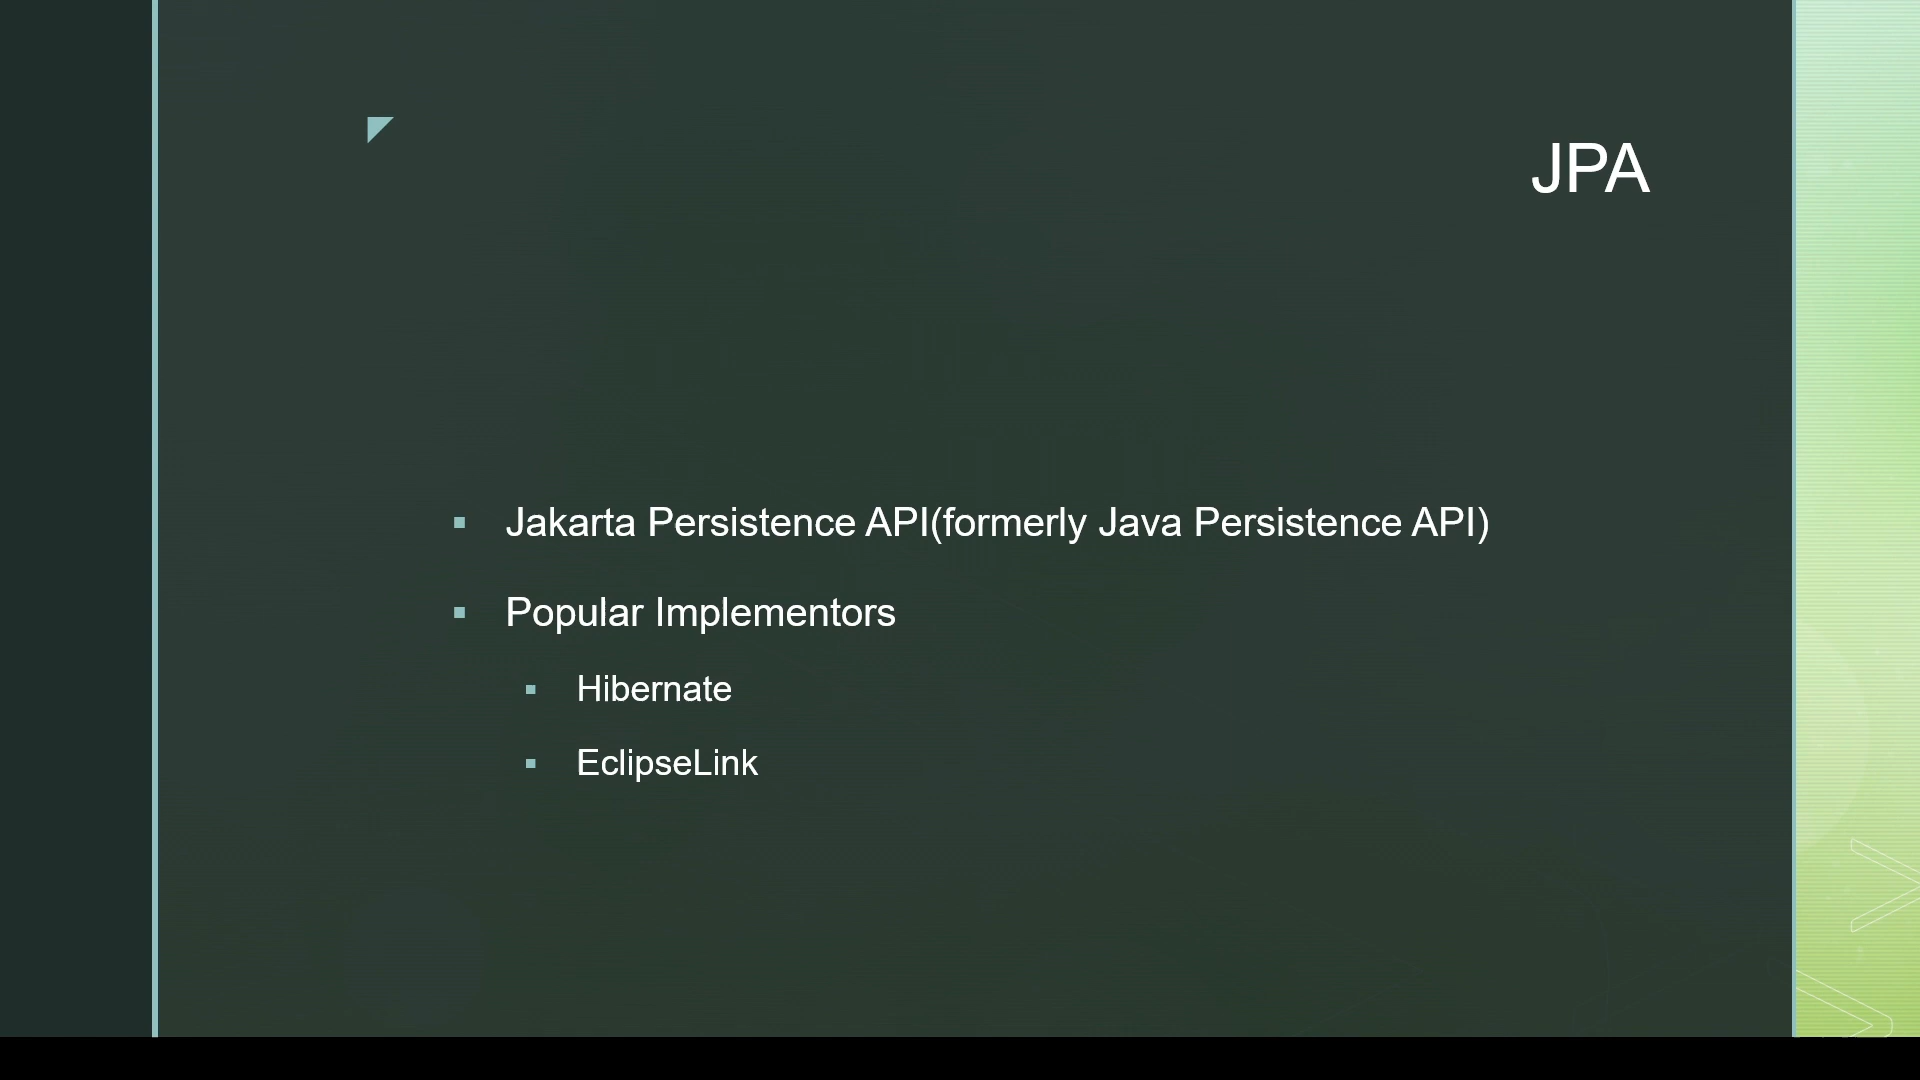 JPA
Jakarta Persistence API(formerly Java Persistence API)
Popular Implementors
Hibernate
EclipseLink